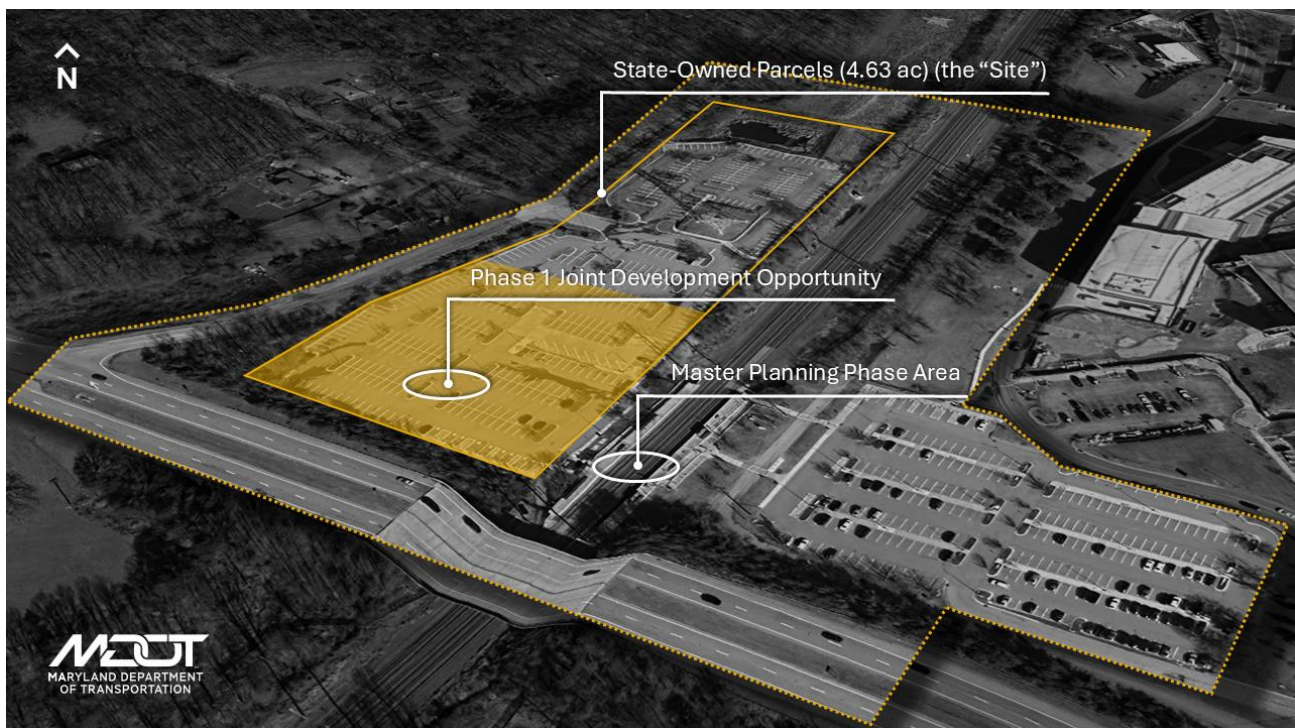 N
State-Owned Parcels (4.63 ac) (the “Site”)
Phase 1 Joint Development Opportunity
Master Planning Phase Area
MDOT
MARYLAND DEPARTMENT
OF TRANSPORTATION